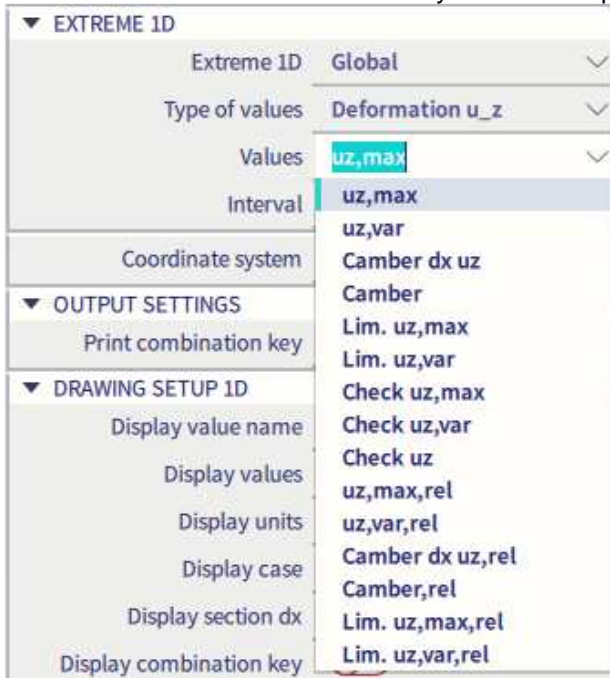 EXTREME 1D
Extreme 1D Global
Type of values Deformation u_z
Values uz,max
Interval
uz,max
uz,var
Coordinate system
Camber dx uz
Camber
OUTPUT SETTINGS
Lim. uz,max
Print combination key
Lim. uz,var
DRAWING SETUP 1D
Check uz,max
Display value name
Check uz,var
Check uz
Display values
uz,max,rel
Display units
uz,var,rel
Display case
Camber dx uz,rel
Camber,rel
Display section dx
Lim. uz,max,rel
Display combination key
Lim. uz,var,rel